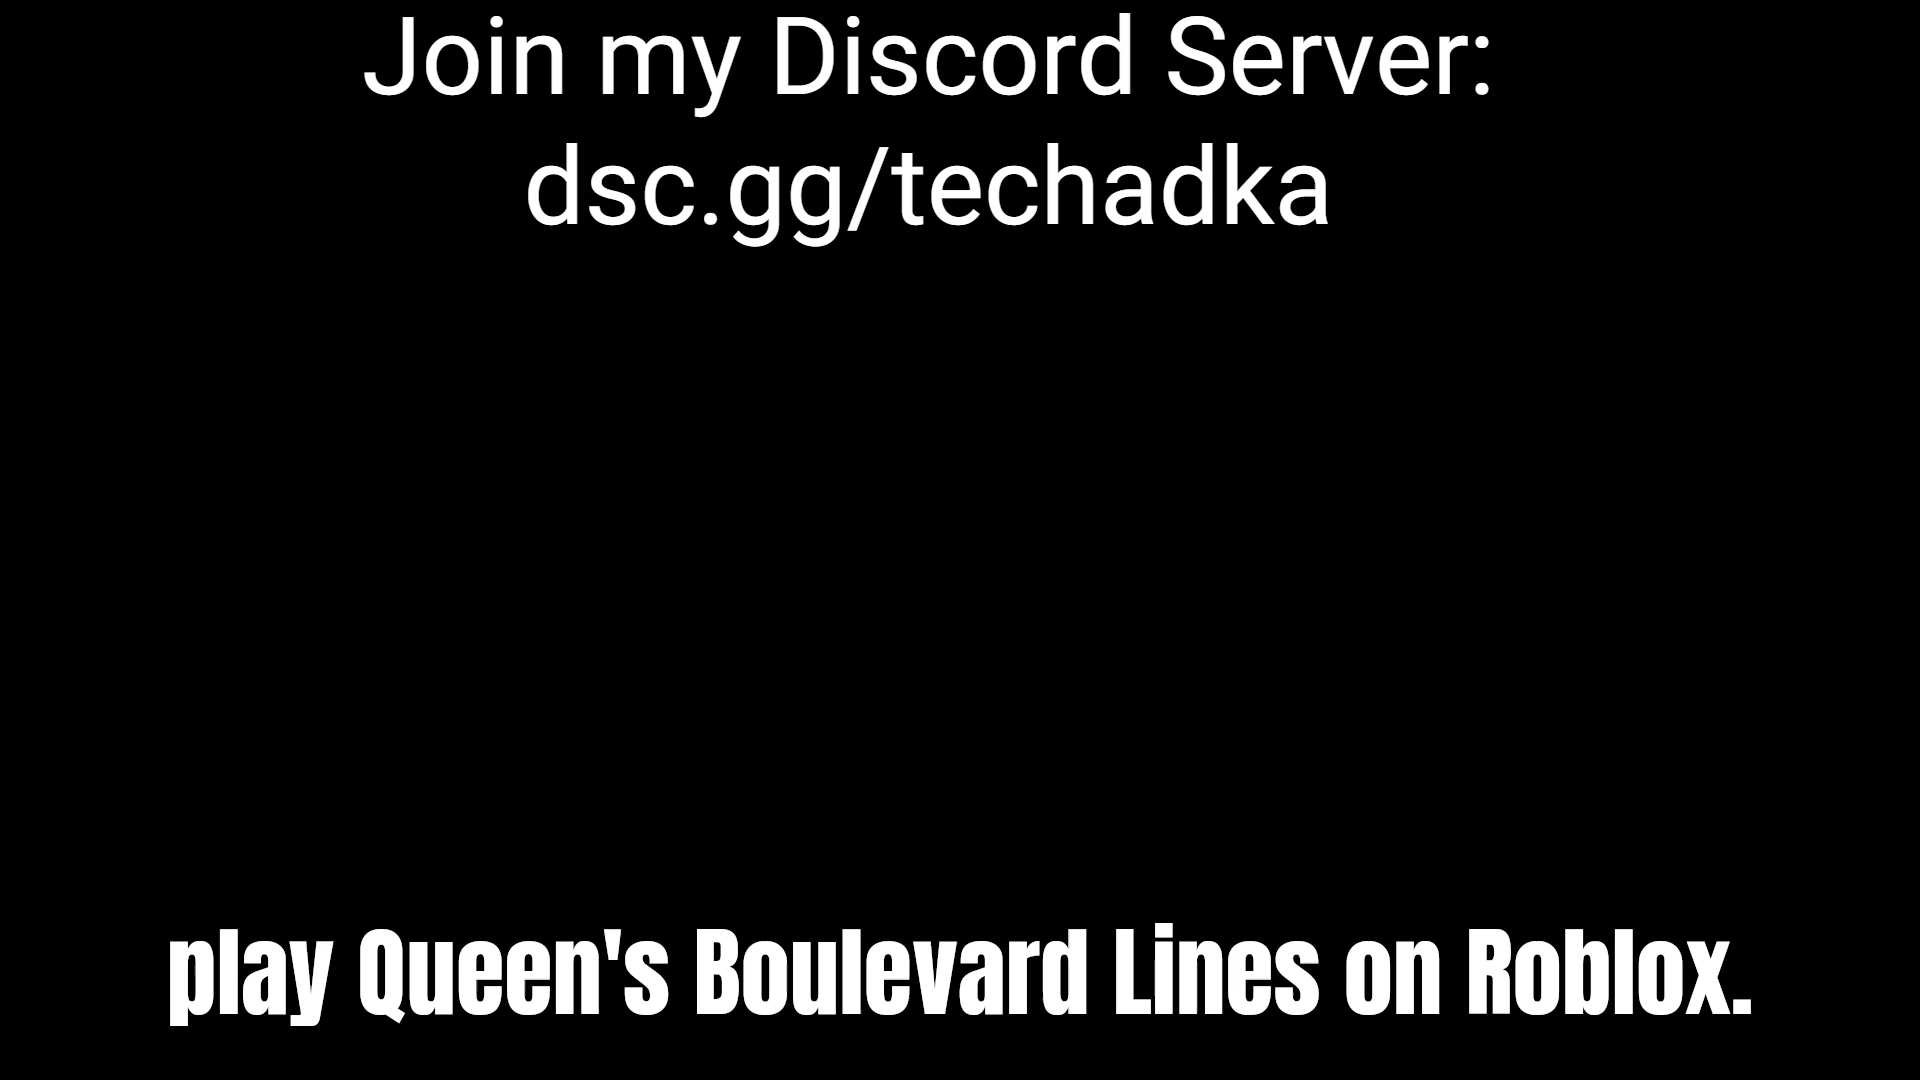 Join my Discord Server:
dsc.gg/techadka
play Queen's Boulevard Lines on Roblox.